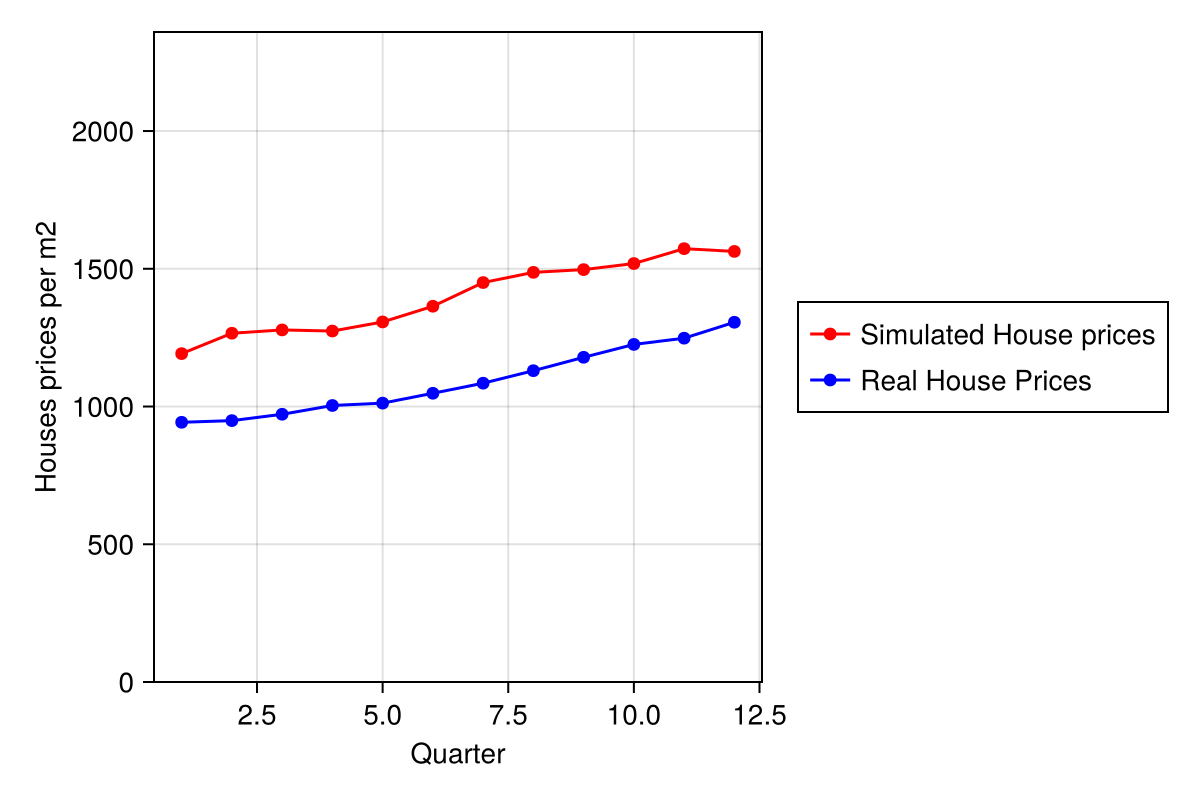 2000
1500
1000
500
0
Houses prices per m2
2.5 5.0 7.5 10.0 12.5
Quarter
Simulated House prices
Real House Prices